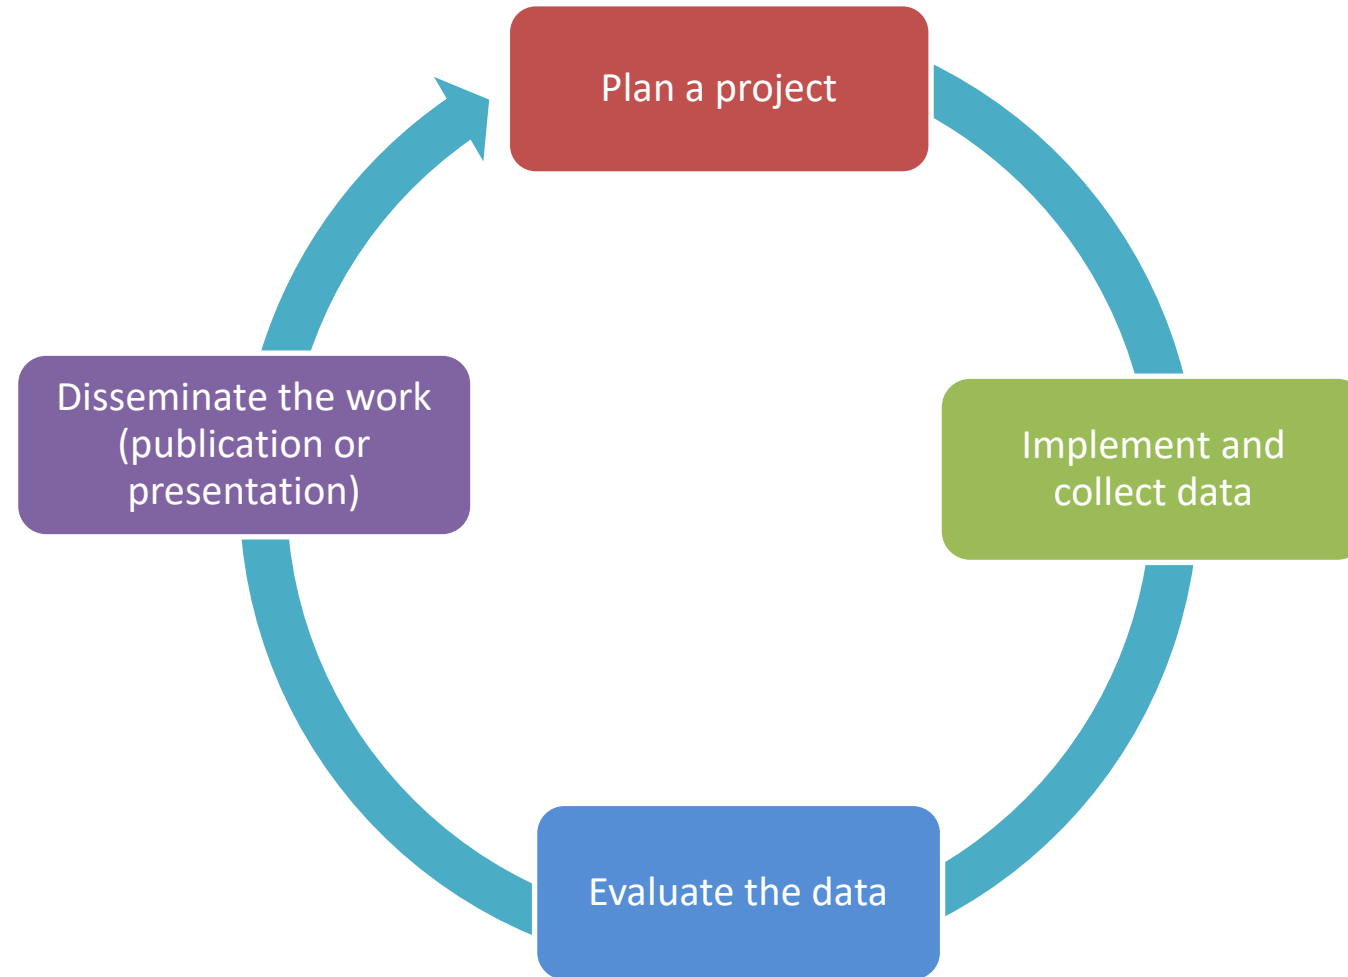 Plan a project
Disseminate the work
(publication or
presentation)
Implement and
collect data
Evaluate the data